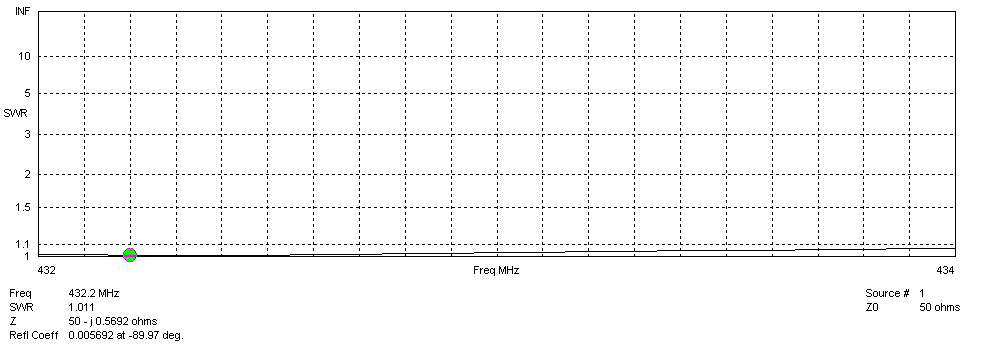 INF
10
5
SWR
3
2
1.5
1.1
1
432 Freq MHz 434
Freq 432.2 MHz Source # 1
SWR 1.011 Z0 50 ohms
Z 50 - j 0.5692 ohms
Refl Coeff 0.005692 at -89.97 deg.